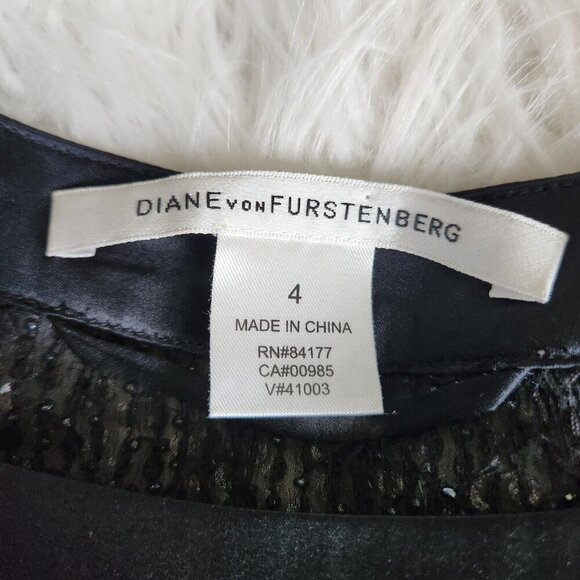 DIANE VON FURSTENBERG
4
MADE IN CHINA
RN#84177
CA#00985
V#41003